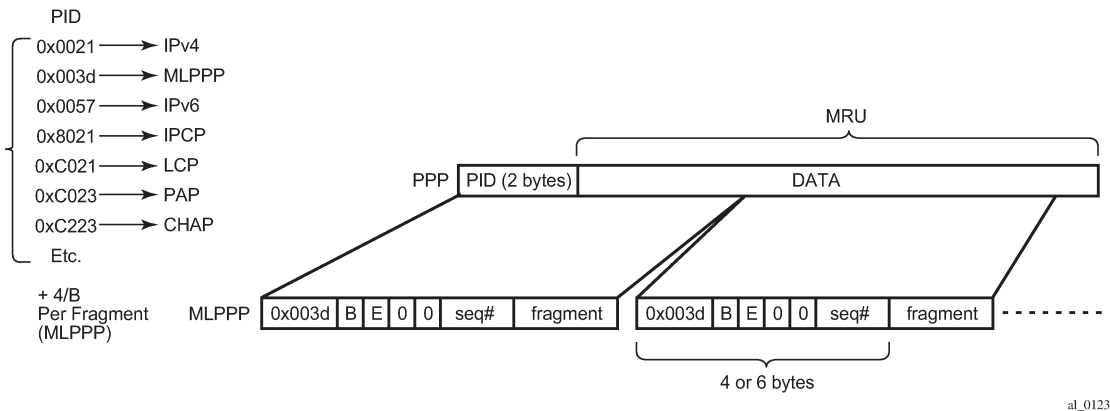 PID
0x0021 IPv4
0x003d MLPPP
0x0057 IPv6
0x8021 IPCP
0xC021 LCP
0xC023 PAP
0xC223 CHAP
Etc.
MRU
PPP PID (2 bytes) DATA
+ 4/B
Per Fragment
(MLPPP)
MLPPP 0x003d B E 0 0 seq# fragment 0x003d B E 0 0 seq# fragment
4 or 6 bytes
al_0123